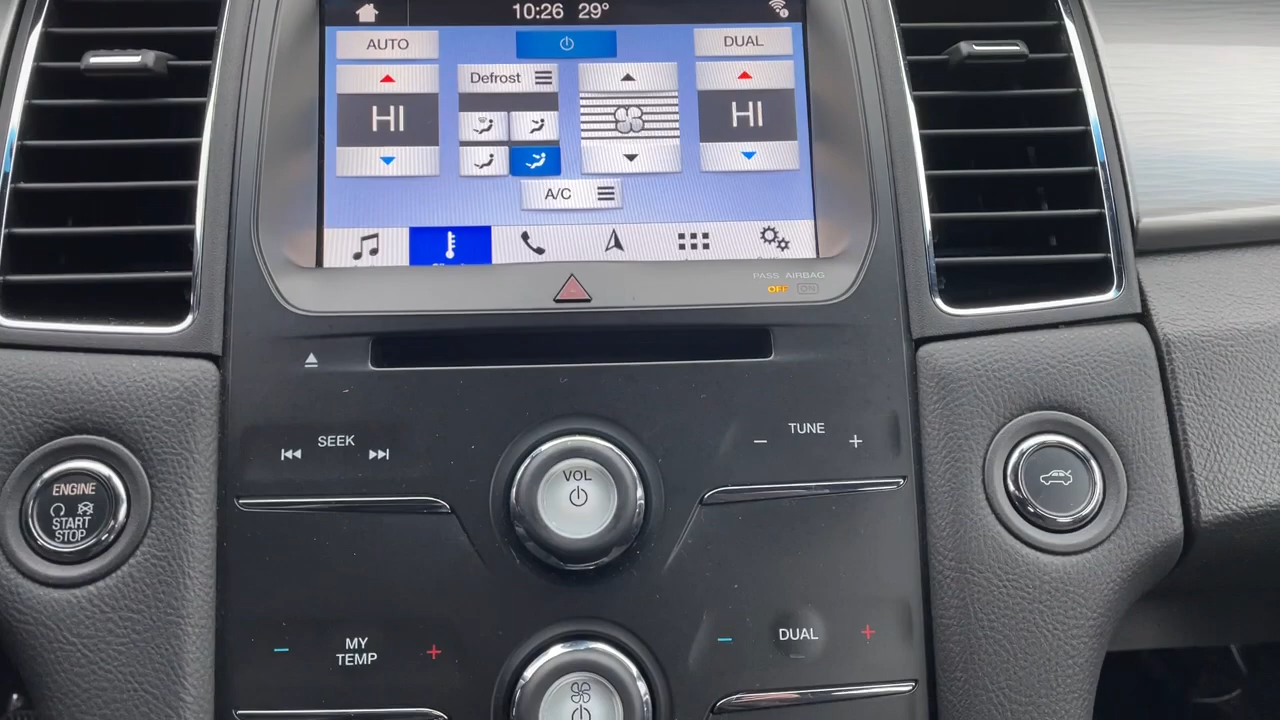 10:26 29°
AUTO
DUAL
Defrost
HI
HI
A/C
PASS AIRBAG
OFF ON
SEEK
TUNE
VOL
ENGINE
START
STOP
MY
TEMP
DUAL